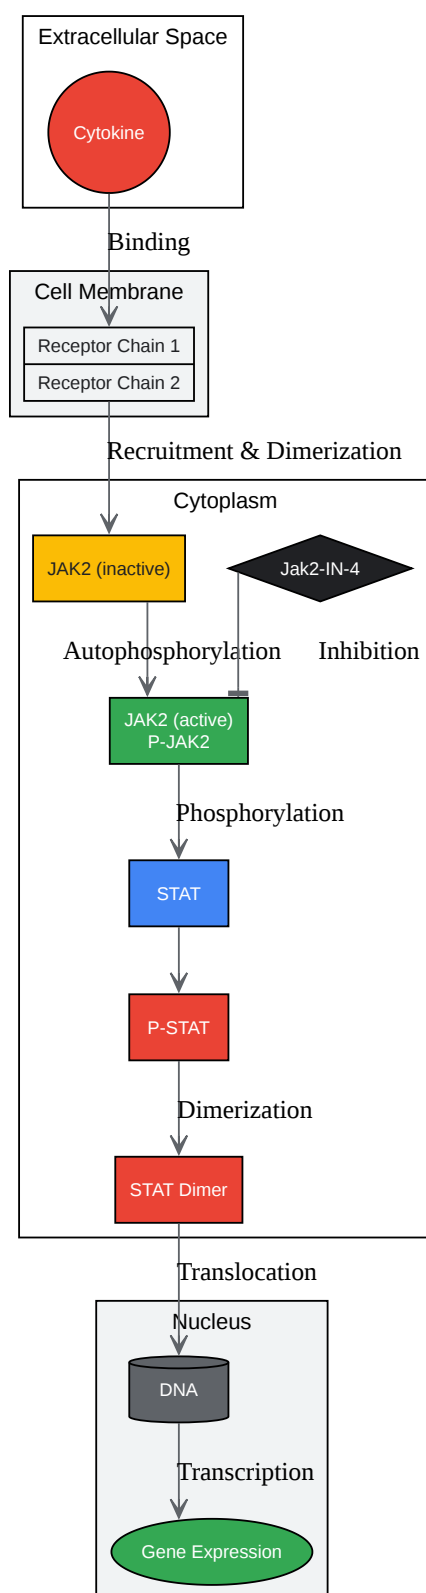 Extracellular Space
Cytokine
Binding
Cell Membrane
Receptor Chain 1
Receptor Chain 2
Recruitment & Dimerization
Cytoplasm
JAK2 (inactive)
Jak2-IN-4
Autophosphorylation
Inhibition
JAK2 (active)
P-JAK2
Phosphorylation
STAT
P-STAT
Dimerization
STAT Dimer
Translocation
Nucleus
DNA
Transcription
Gene Expression